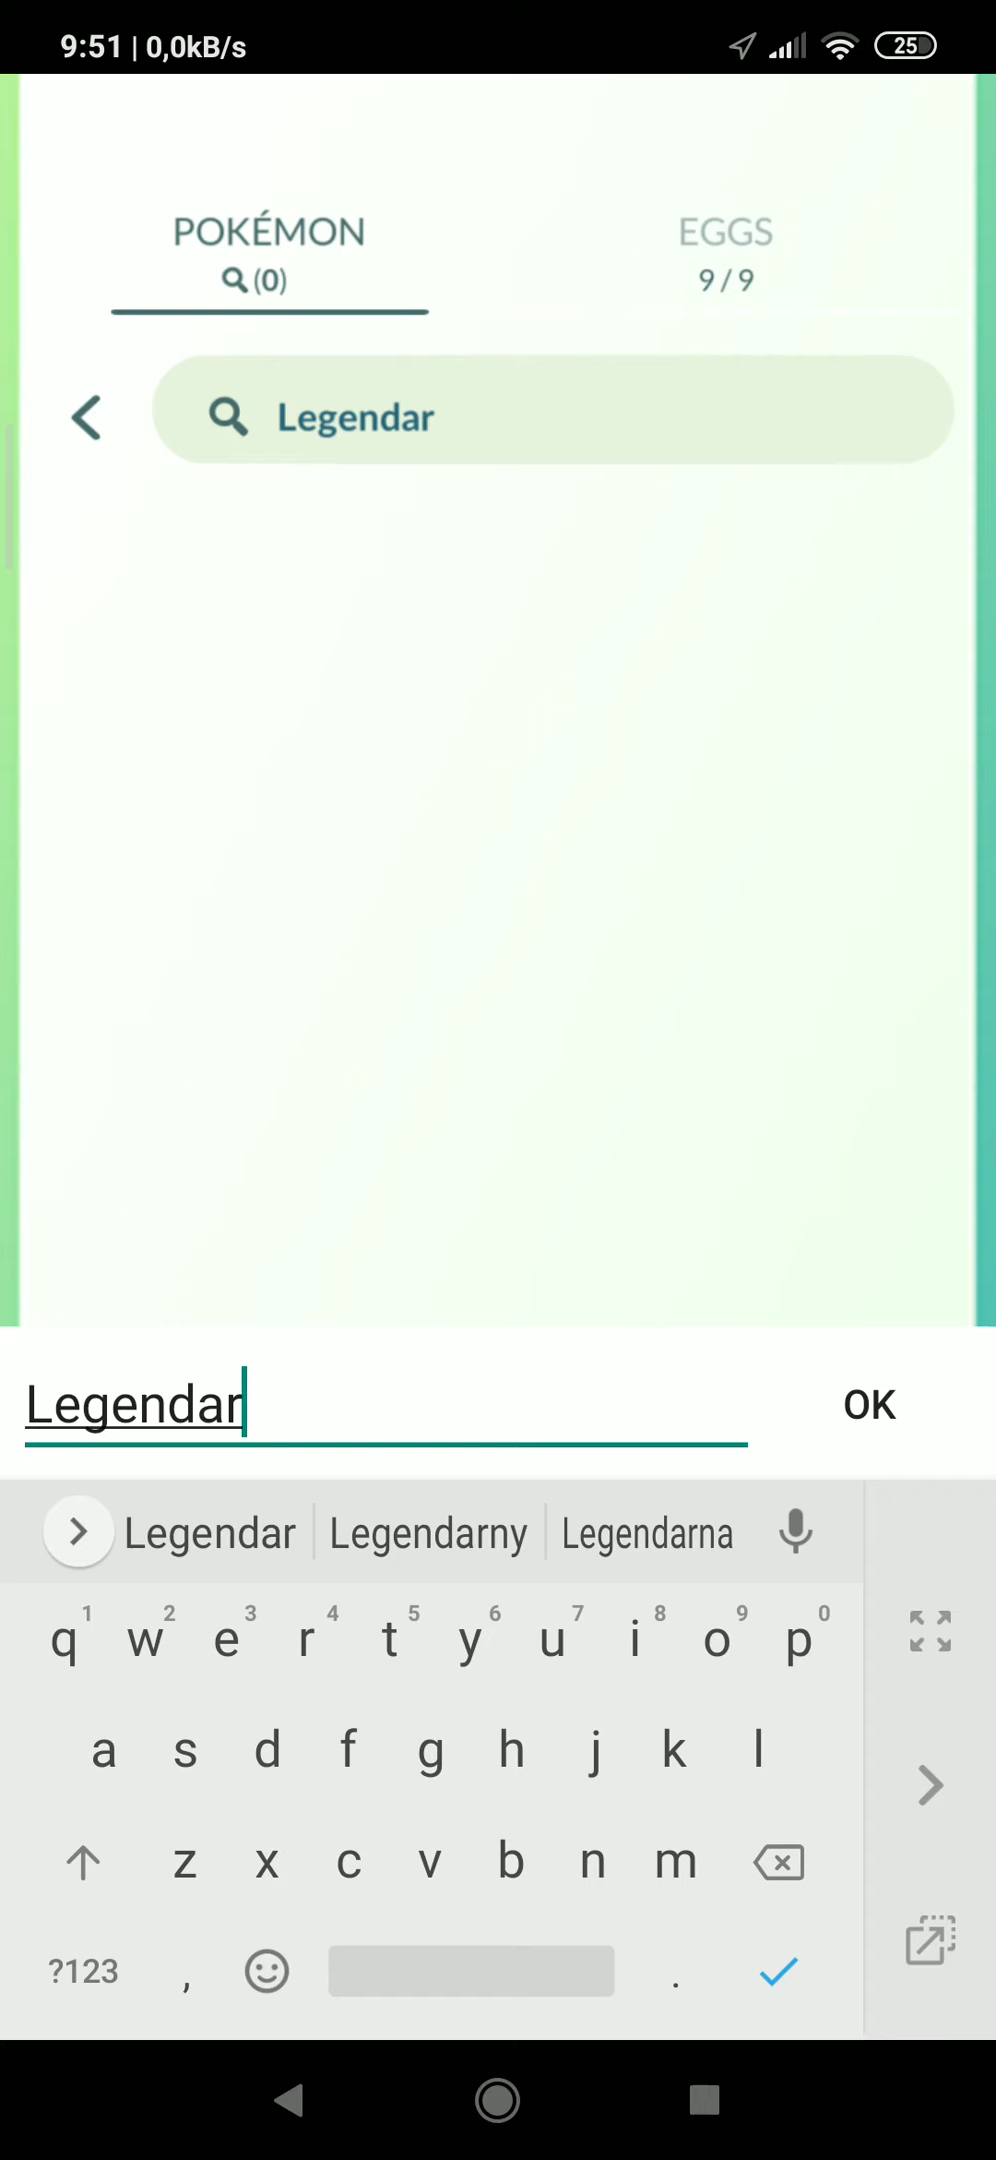 9:51 | 0,0kB/s
25
POKÉMON
(0)
EGGS
9 / 9
Legendar
Legendar
OK
Legendar Legendarny Legendarna
q 1 w 2 e 3 r 4 t 5 y 6 u 7 i 8 o 9 p 0
a s d f g h j k l
z x c v b n m
?123 , .